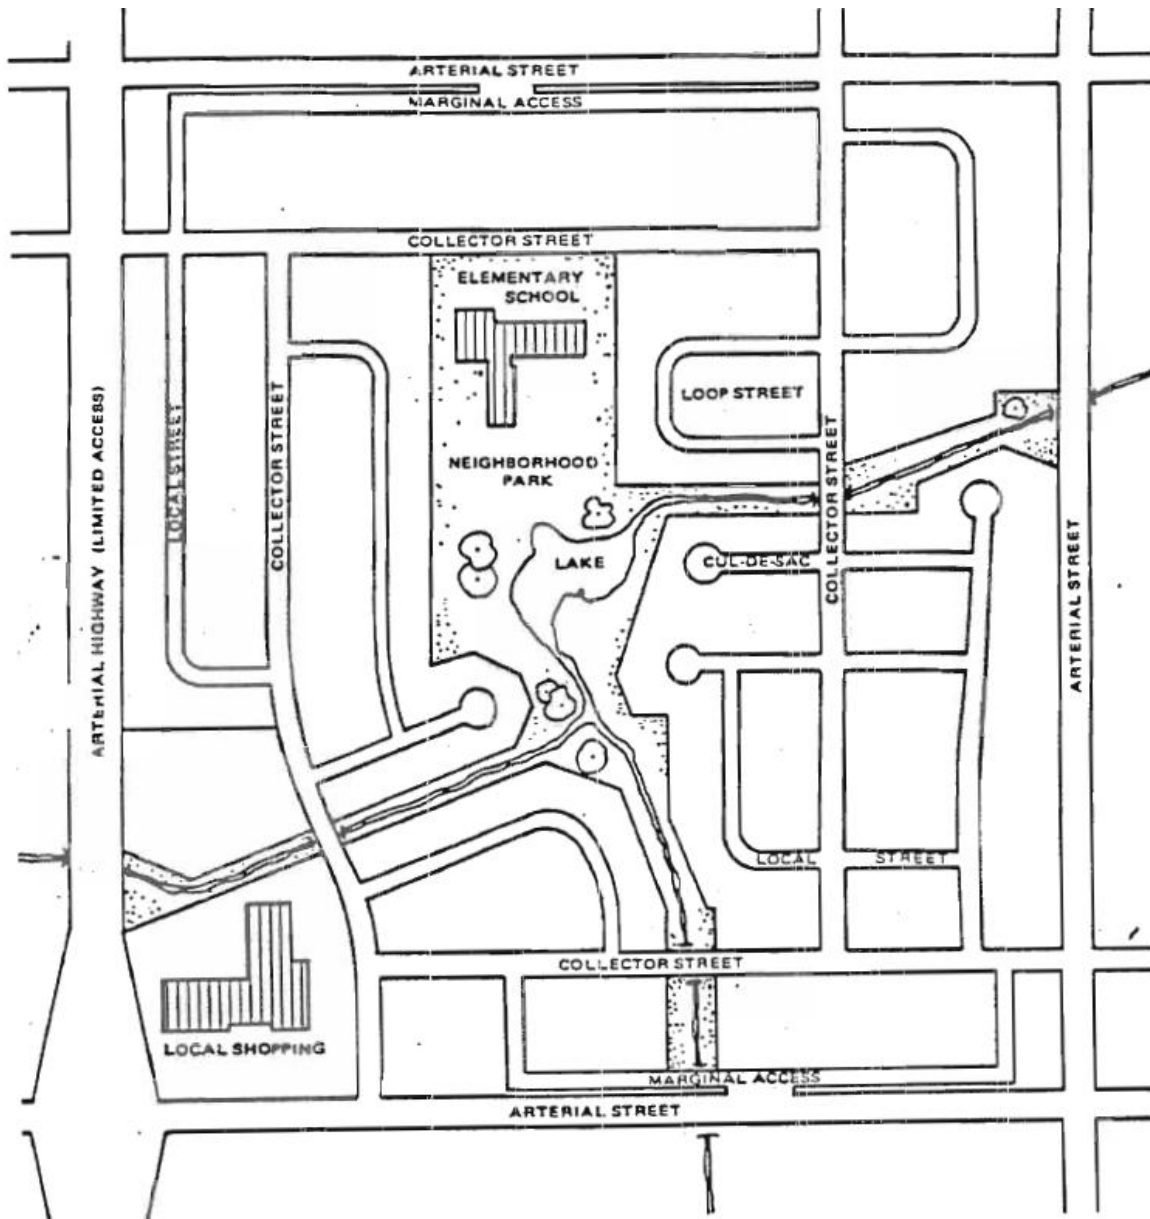 ARTERIAL STREET
MARGINAL ACCESS
COLLECTOR STREET
ELEMENTARY
SCHOOL
LOOP STREET
ARTERIAL HIGHWAY (LIMITED ACCESS)
LOCAL STREET
COLLECTOR STREET
NEIGHBORHOOD
PARK
COLLECTOR STREET
LAKE
CUL-DE-SAC
ARTERIAL STREET
LOCAL STREET
COLLECTOR STREET
LOCAL SHOPPING
MARGINAL ACCESS
ARTERIAL STREET